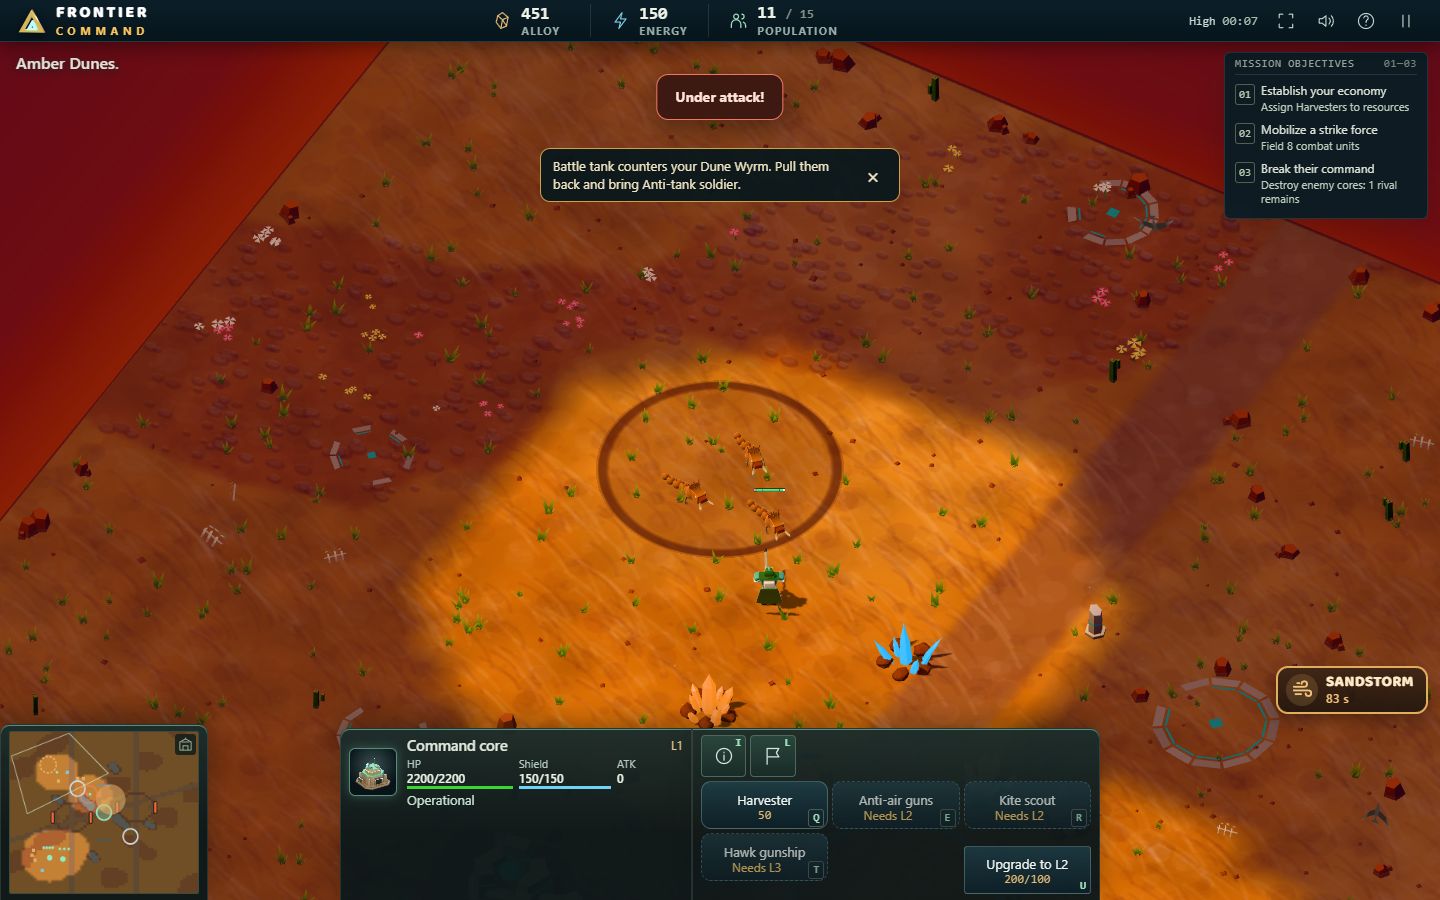 FRONTIER
COMMAND
451
ALLOY
150
ENERGY
11 / 15
POPULATION
High 00:07
Amber Dunes.
Under attack!
Battle tank counters your Dune Wyrm. Pull them
back and bring Anti-tank soldier.
MISSION OBJECTIVES 01—03
01 Establish your economy
Assign Harvesters to resources
02 Mobilize a strike force
Field 8 combat units
03 Break their command
Destroy enemy cores: 1 rival
remains
SANDSTORM
83 s
Command core L1
HP Shield ATK
2200/2200 150/150 0
Operational
I L
Harvester
50 Q
Anti-air guns
Needs L2 E
Kite scout
Needs L2 R
Hawk gunship
Needs L3 T
Upgrade to L2
200/100 U